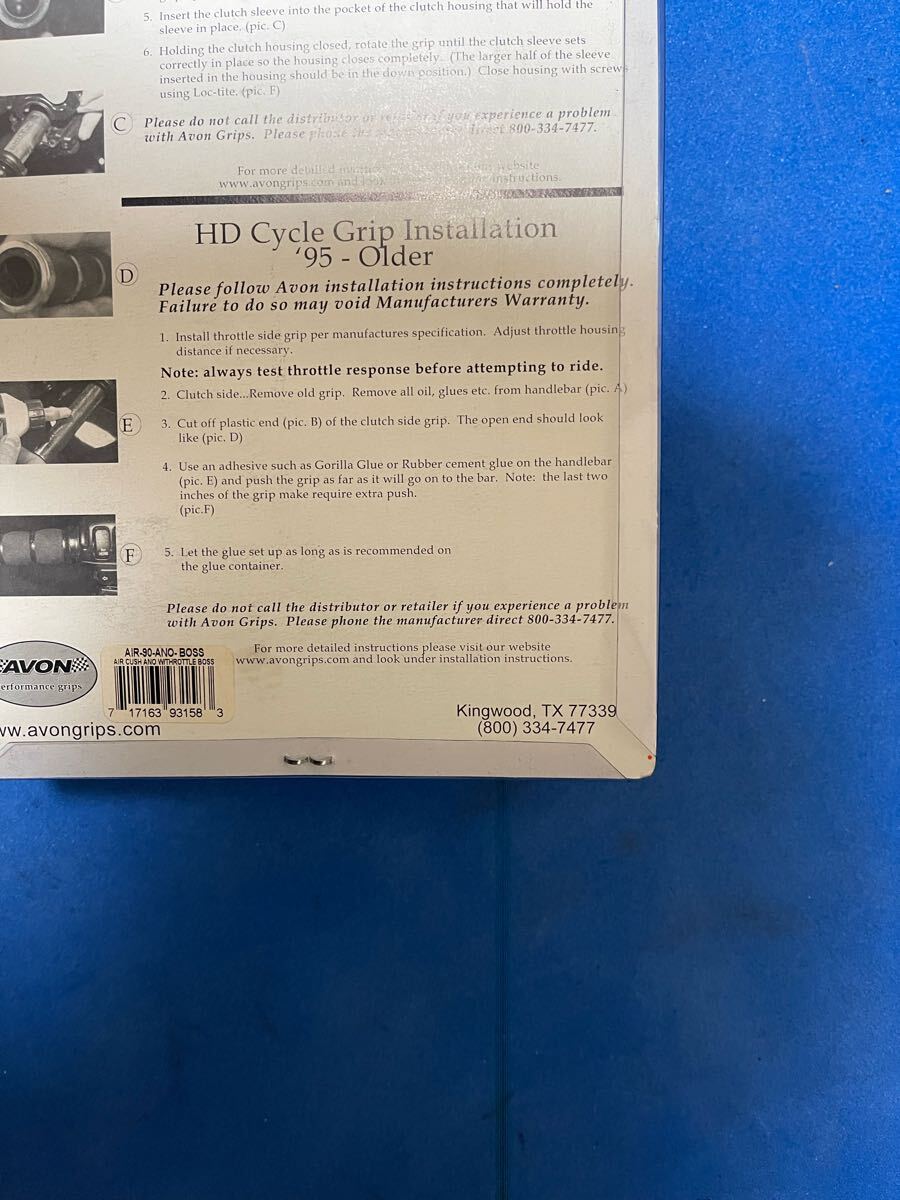 5. Insert the clutch sleeve into the pocket of the clutch housing that will hold the
sleeve in place. (pic. C)
6. Holding the clutch housing closed, rotate the grip until the clutch sleeve sets
correctly in place so the housing closes completely. (The larger half of the sleeve
inserted in the housing should be in the down position.) Close housing with screws
using Loc-tite. (pic. F)
C
Please do not call the distributor or retailer if you experience a problem
with Avon Grips. Please phone direct 800-334-7477.
For more detailed website
www.avongrips.com and look instructions.
HD Cycle Grip Installation
'95 - Older
D
Please follow Avon installation instructions completely.
Failure to do so may void Manufacturers Warranty.
1. Install throttle side grip per manufactures specification. Adjust throttle housing
distance if necessary.
Note: always test throttle response before attempting to ride.
2. Clutch side...Remove old grip. Remove all oil, glues etc. from handlebar (pic. A)
E
3. Cut off plastic end (pic. B) of the clutch side grip. The open end should look
like (pic. D)
4. Use an adhesive such as Gorilla Glue or Rubber cement glue on the handlebar
(pic. E) and push the grip as far as it will go on to the bar. Note: the last two
inches of the grip make require extra push.
(pic.F)
F
5. Let the glue set up as long as is recommended on
the glue container.
Please do not call the distributor or retailer if you experience a problem
with Avon Grips. Please phone the manufacturer direct 800-334-7477.
For more detailed instructions please visit our website
www.avongrips.com and look under installation instructions.
AVON
erformance grips
AIR-90-ANO-BOSS
AIR CUSH ANO W/THROTTLE BOSS
7 17163 93158 3
ww.avongrips.com
Kingwood, TX 77339
(800) 334-7477